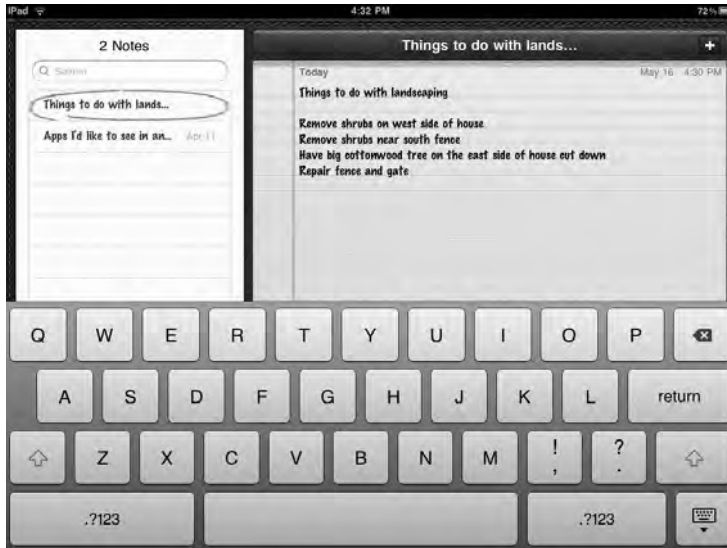 iPad 4:32 PM 72%
2 Notes
Things to do with lands...
Things to do with lands...
Apps I'd like to see in an... Apr 11
Today May 16 4:30 PM
Things to do with landscaping
Remove shrubs on west side of house
Remove shrubs near south fence
Have big cottonwood tree on the east side of house cut down
Repair fence and gate
Q W E R T Y U I O P
A S D F G H J K L return
Z X C V B N M ! , ? .
.?123 .?123